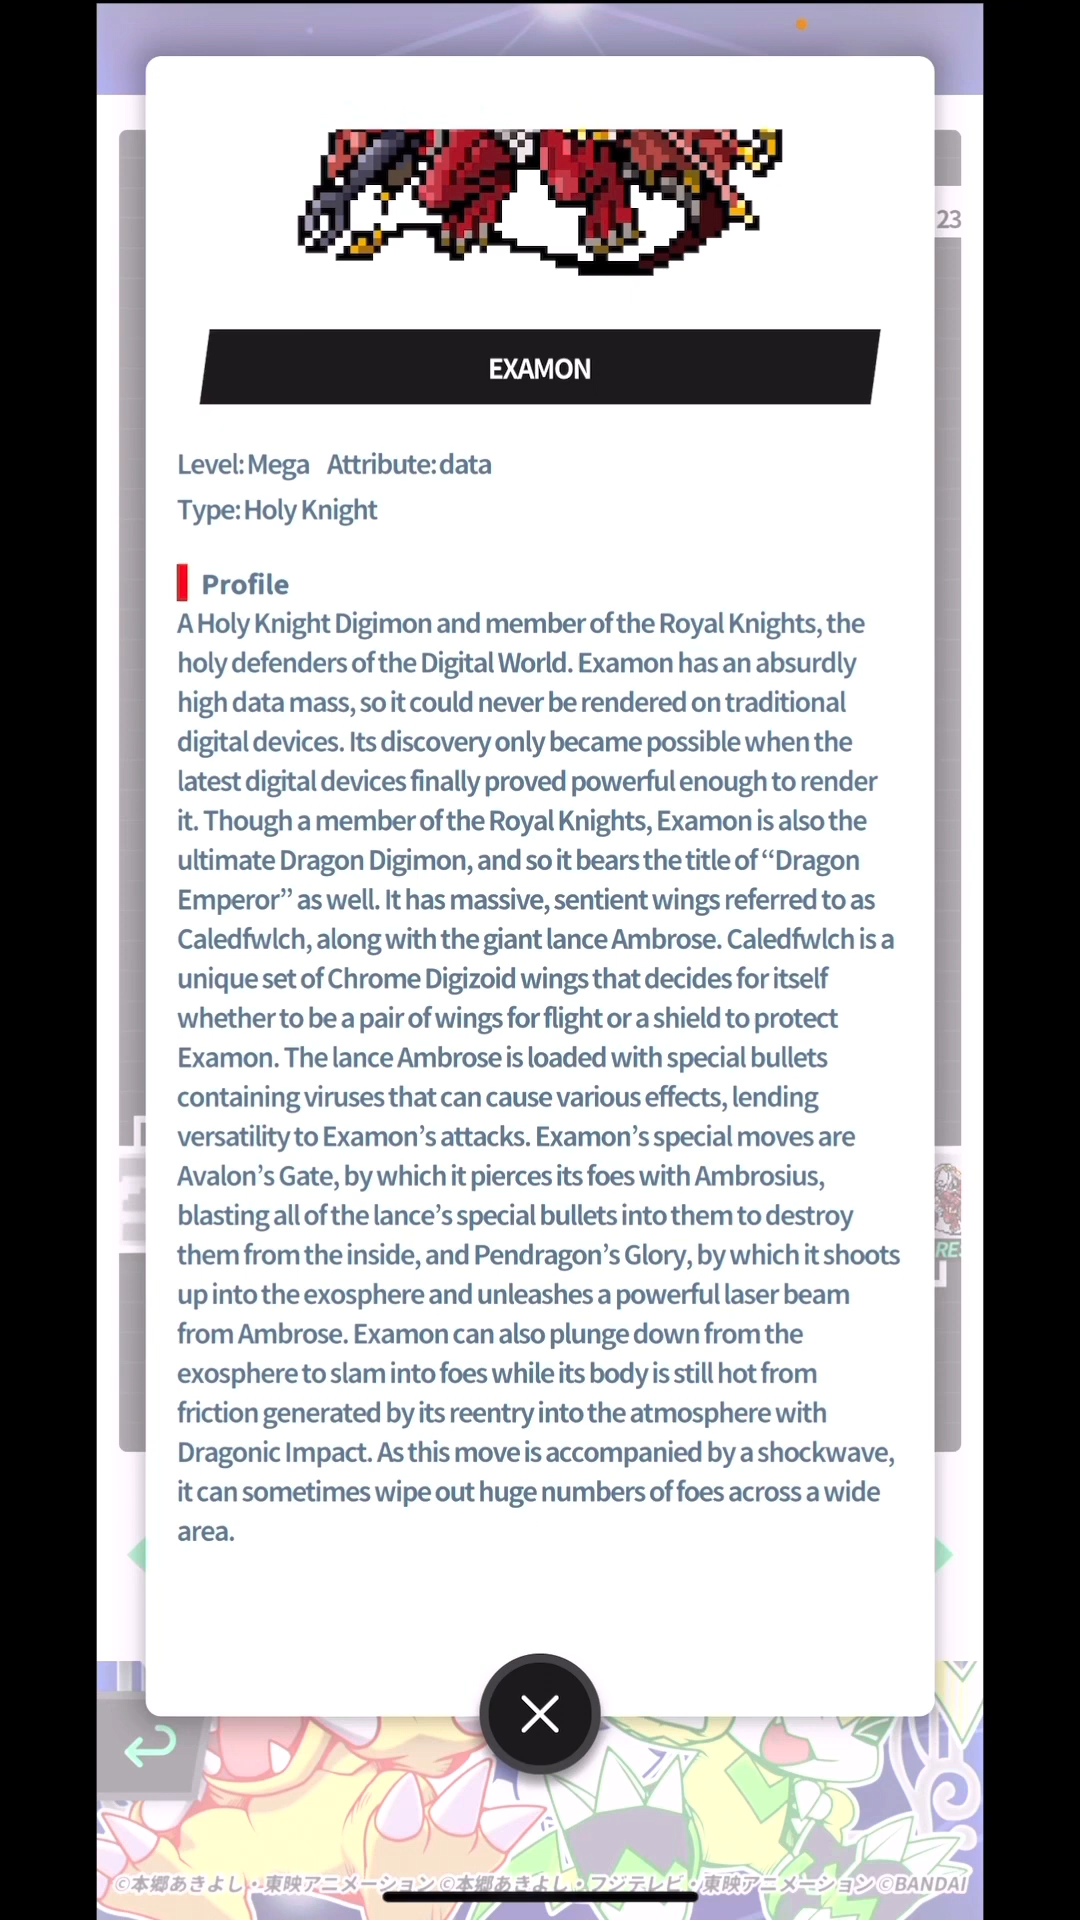 23
EXAMON
Level:Mega Attribute:data
Type:Holy Knight
Profile
A Holy Knight Digimon and member of the Royal Knights, the
holy defenders of the Digital World. Examon has an absurdly
high data mass, so it could never be rendered on traditional
digital devices. Its discovery only became possible when the
latest digital devices finally proved powerful enough to render
it. Though a member of the Royal Knights, Examon is also the
ultimate Dragon Digimon, and so it bears the title of “Dragon
Emperor” as well. It has massive, sentient wings referred to as
Caledfwlch, along with the giant lance Ambrose. Caledfwlch is a
unique set of Chrome Digizoid wings that decides for itself
whether to be a pair of wings for flight or a shield to protect
Examon. The lance Ambrose is loaded with special bullets
containing viruses that can cause various effects, lending
versatility to Examon’s attacks. Examon’s special moves are
Avalon’s Gate, by which it pierces its foes with Ambrosius,
blasting all of the lance’s special bullets into them to destroy
them from the inside, and Pendragon’s Glory, by which it shoots
up into the exosphere and unleashes a powerful laser beam
from Ambrose. Examon can also plunge down from the
exosphere to slam into foes while its body is still hot from
friction generated by its reentry into the atmosphere with
Dragonic Impact. As this move is accompanied by a shockwave,
it can sometimes wipe out huge numbers of foes across a wide
area.
RE
©本郷あきよし・東映アニメーション ©本郷あきよし・フジテレビ・東映アニメーション ©BANDAI